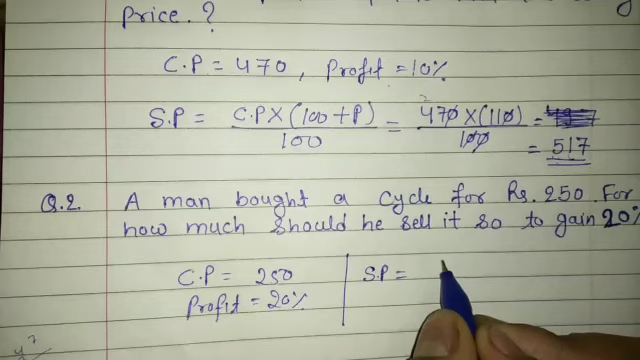 price.?
C.P = 470, Profit = 10%
S.P = C.P X (100 + P) / 100 = 470 X (110) / 100 =
= 517
Q.2. A man bought a cycle for Rs. 250. For
how much should he sell it so to gain 20%
C.P = 250 | S.P =
Profit = 20%